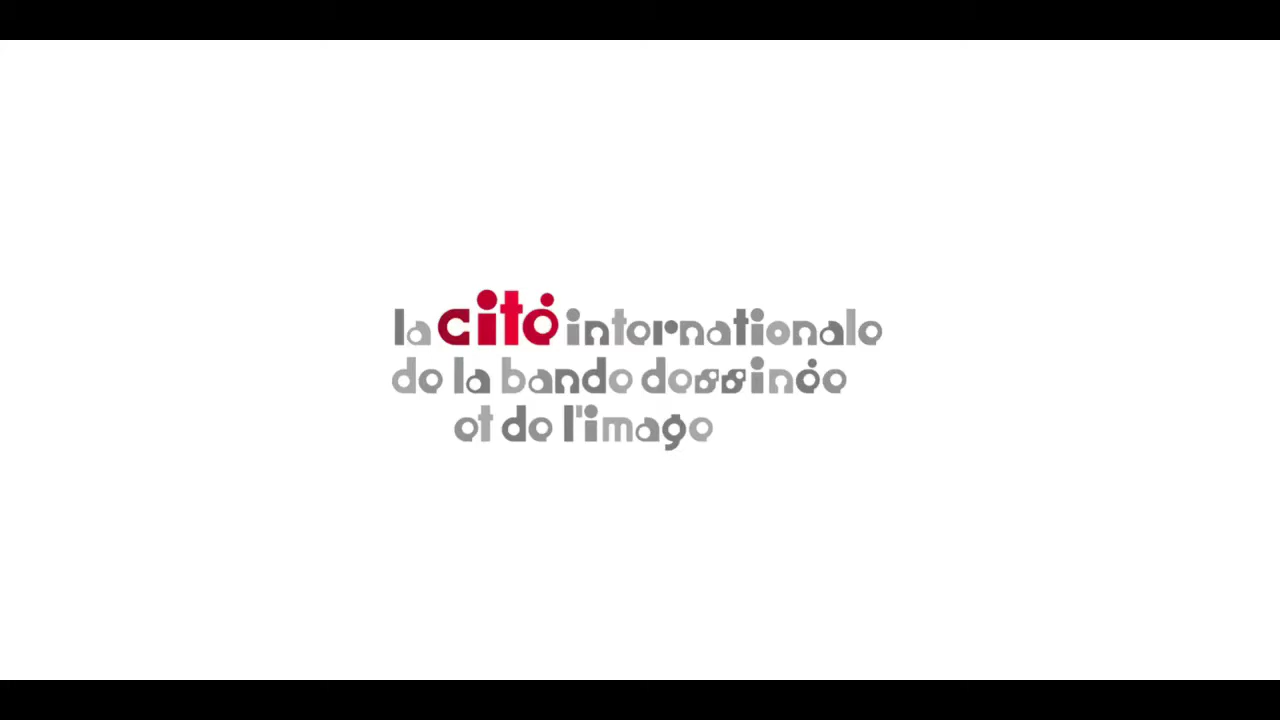 la cité internationale
de la bande dessinée
et de l'image